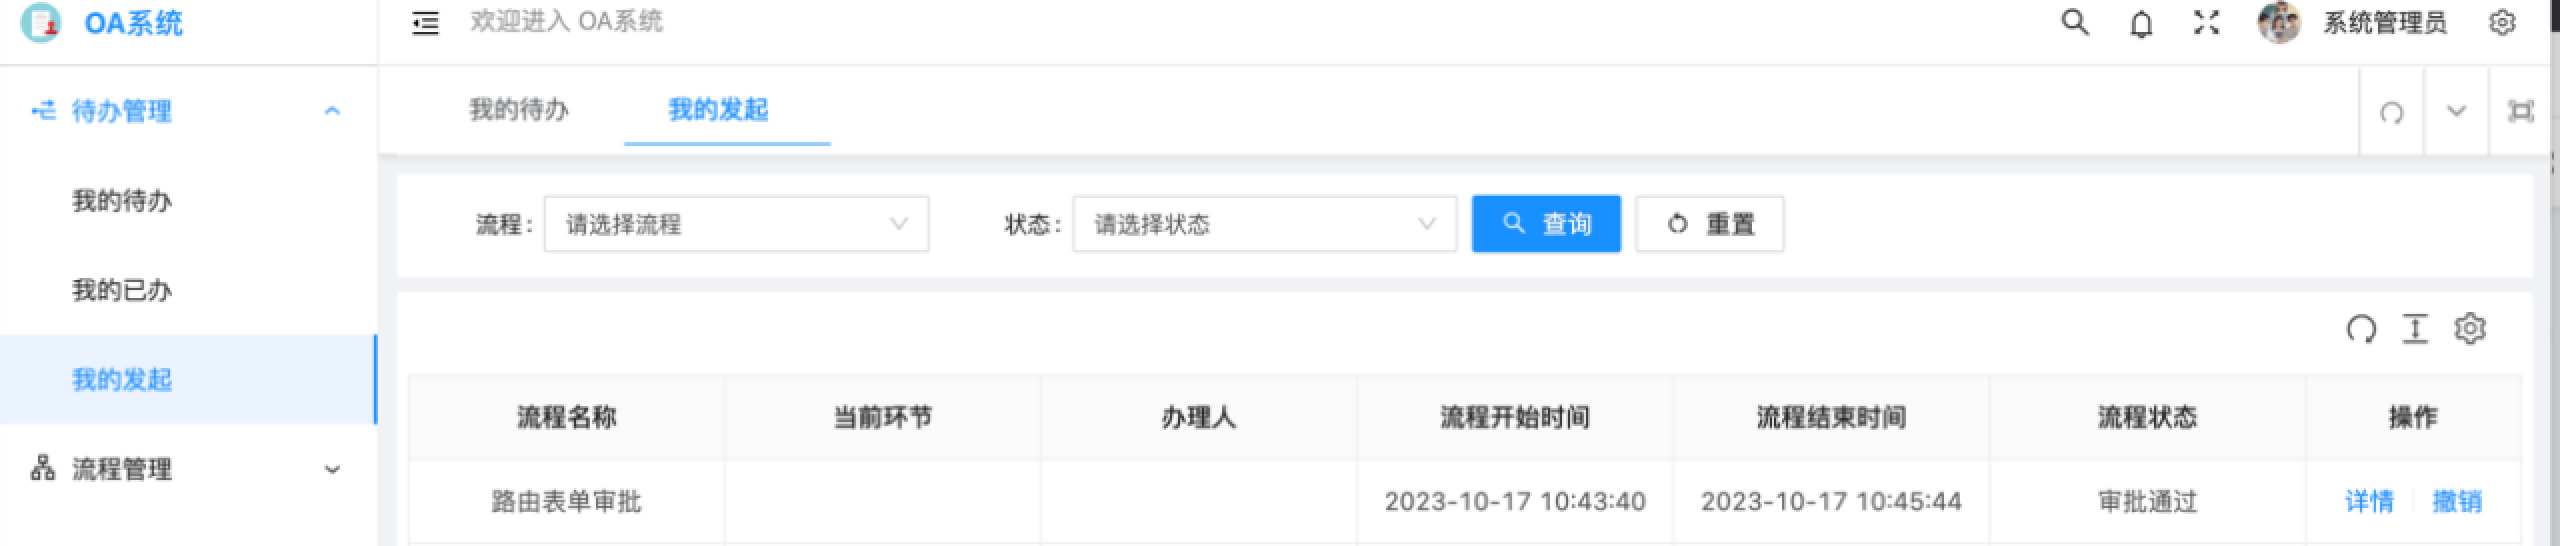 OA系统
欢迎进入 OA系统
系统管理员
待办管理
我的待办
我的已办
我的发起
流程管理
我的待办
我的发起
流程：
请选择流程
状态：
请选择状态
查询
重置
流程名称
当前环节
办理人
流程开始时间
流程结束时间
流程状态
操作
路由表单审批
2023-10-17 10:43:40
2023-10-17 10:45:44
审批通过
详情
撤销